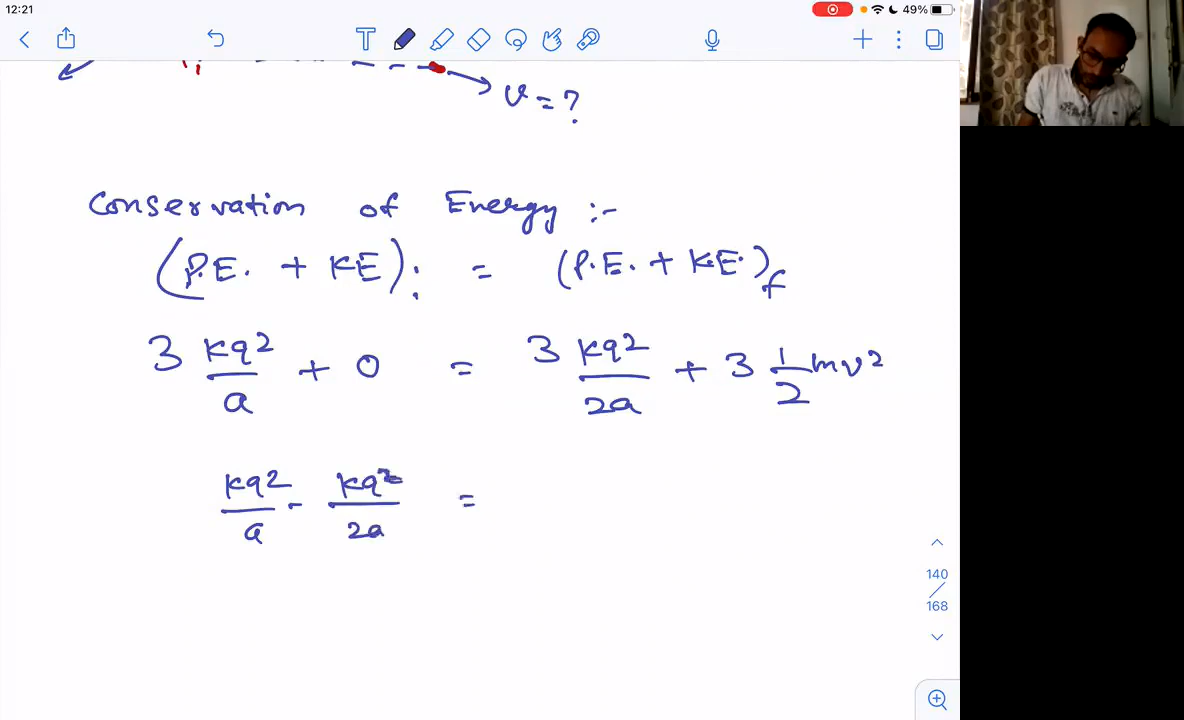 12:21
49%
T
v = ?
Conservation of Energy :-
(P.E. + KE)i = (P.E. + K.E.)f
3 kq²/a + 0 = 3 kq²/2a + 3 1/2 mv²
kq²/a - kq²/2a =
140
168